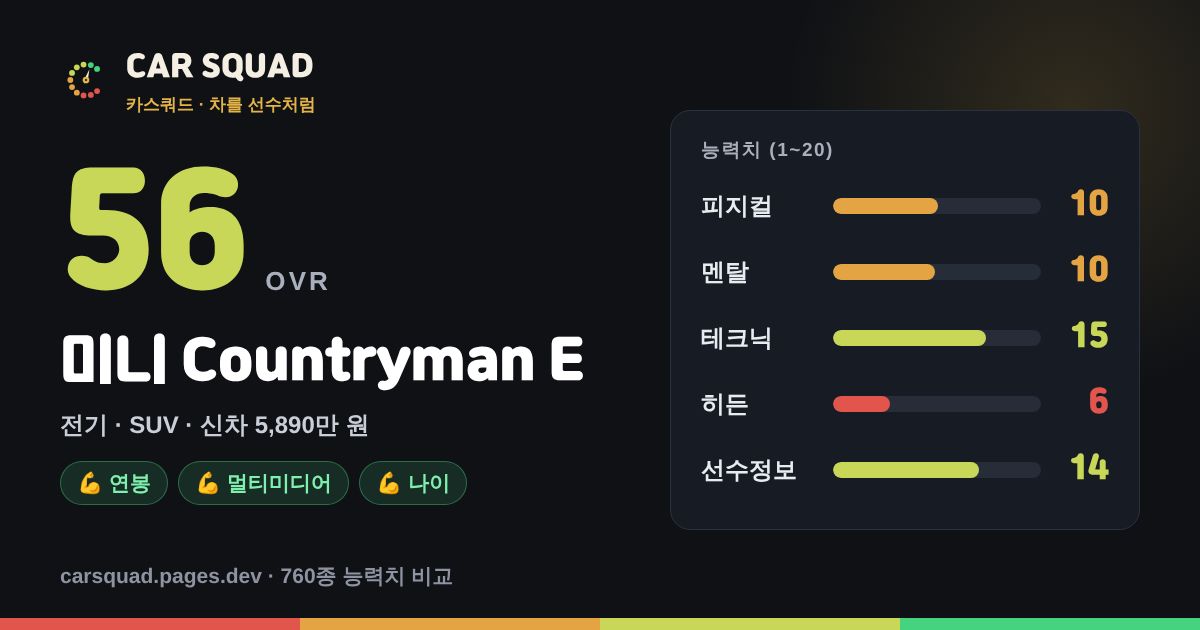 CAR SQUAD
카스쿼드 · 차를 선수처럼
56 OVR
미니 Countryman E
전기 · SUV · 신차 5,890만 원
💪 연봉 💪 멀티미디어 💪 나이
carsquad.pages.dev · 760종 능력치 비교
능력치 (1~20)
피지컬 10
멘탈 10
테크닉 15
히든 6
선수정보 14